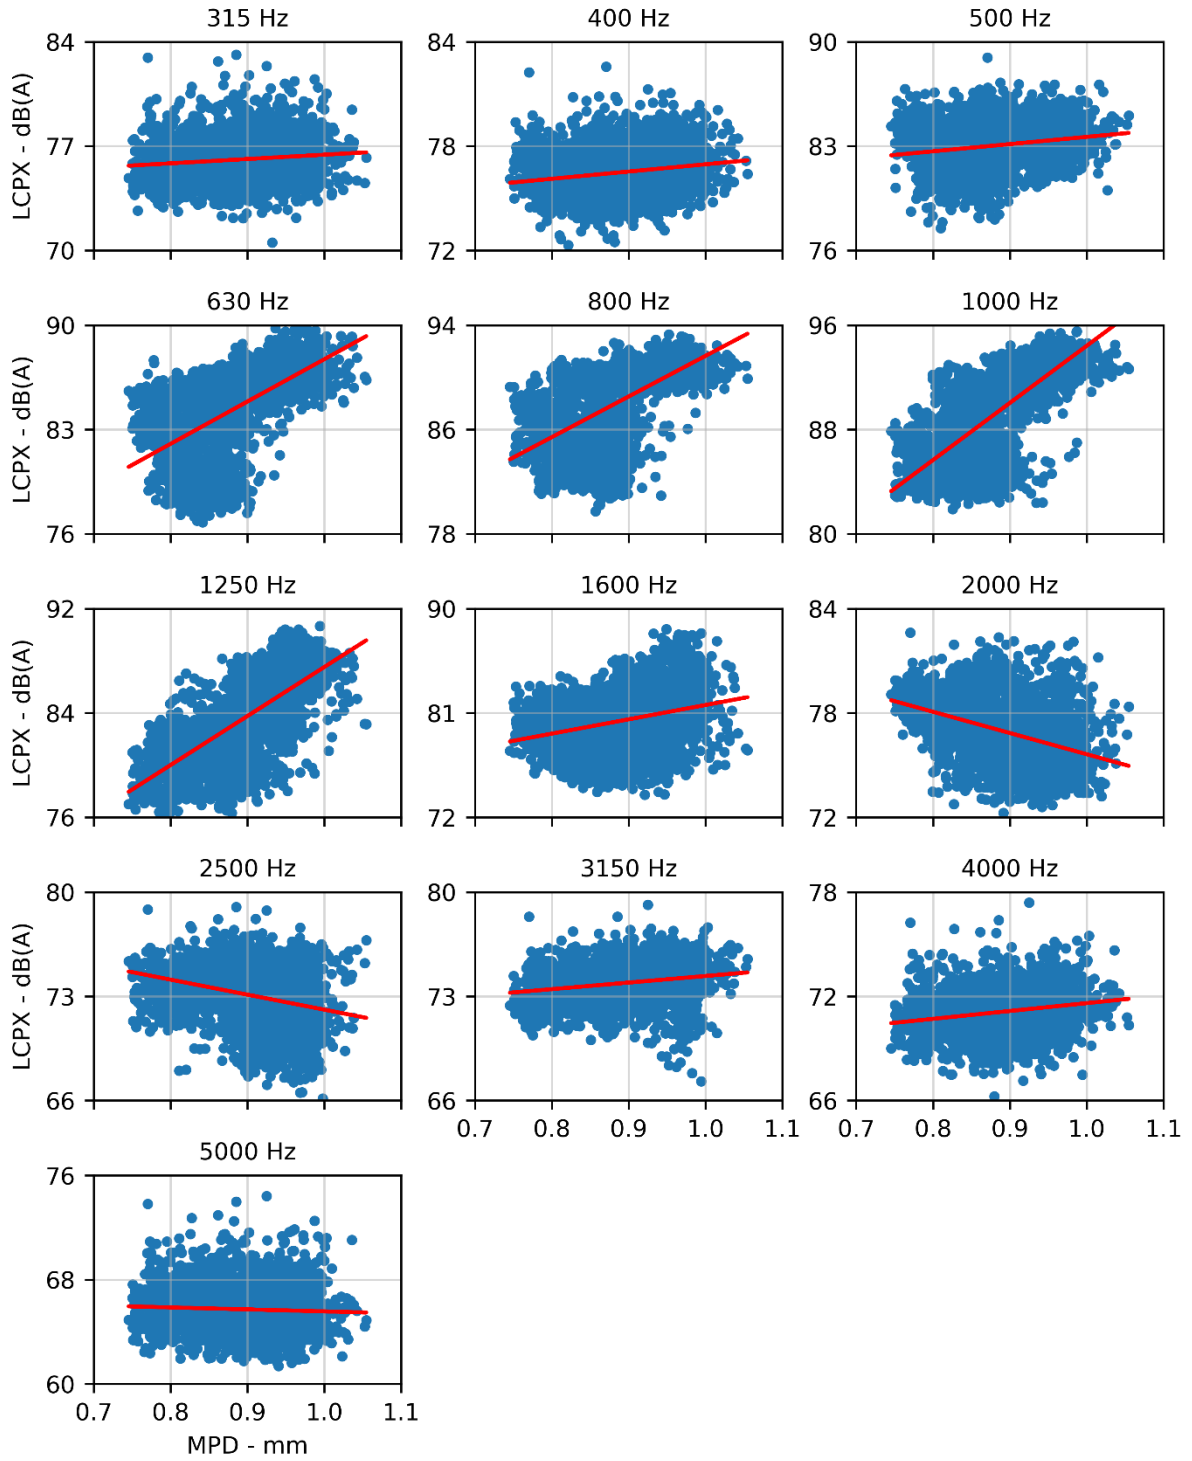 315 Hz
400 Hz
500 Hz
84
77
70
LCPX - dB(A)
84
78
72
90
83
76
630 Hz
800 Hz
1000 Hz
90
83
76
LCPX - dB(A)
94
86
78
96
88
80
1250 Hz
1600 Hz
2000 Hz
92
84
76
LCPX - dB(A)
90
81
72
84
78
72
2500 Hz
3150 Hz
4000 Hz
80
73
66
LCPX - dB(A)
80
73
66
0.7 0.8 0.9 1.0 1.1
78
72
66
0.7 0.8 0.9 1.0 1.1
5000 Hz
76
68
60
0.7 0.8 0.9 1.0 1.1
MPD - mm